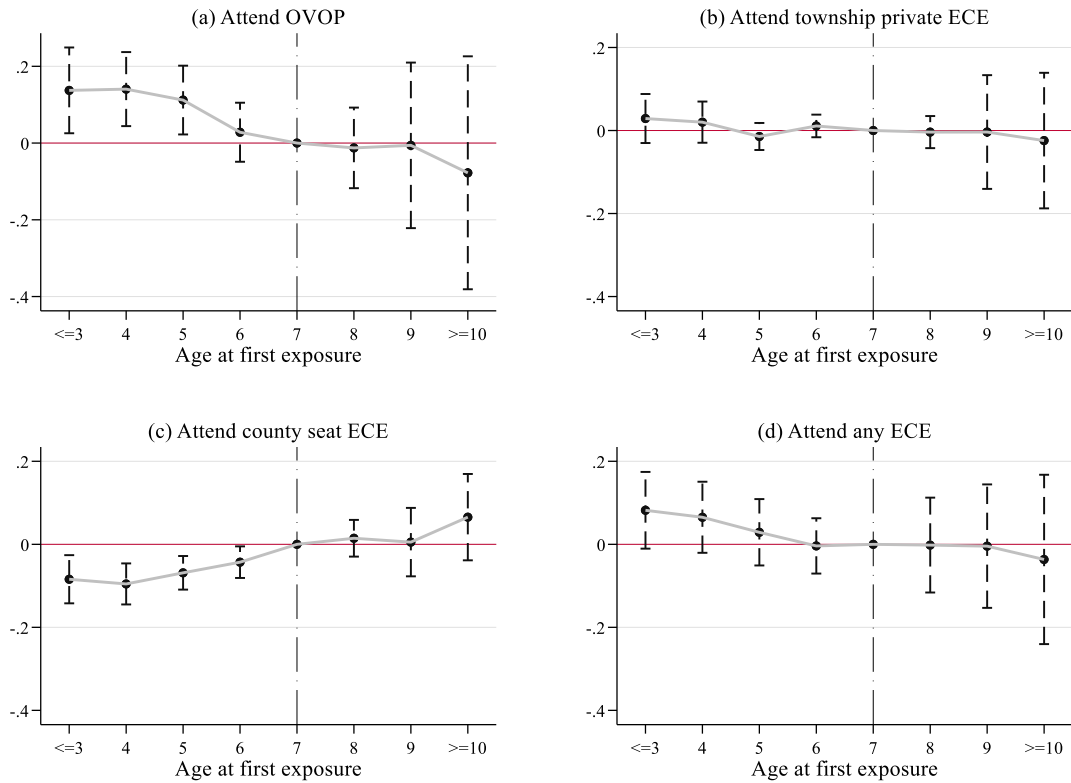 (a) Attend OVOP
.2
0
-.2
-.4
<=3 4 5 6 7 8 9 >=10
Age at first exposure
(b) Attend township private ECE
.2
0
-.2
-.4
<=3 4 5 6 7 8 9 >=10
Age at first exposure
(c) Attend county seat ECE
.2
0
-.2
-.4
<=3 4 5 6 7 8 9 >=10
Age at first exposure
(d) Attend any ECE
.2
0
-.2
-.4
<=3 4 5 6 7 8 9 >=10
Age at first exposure